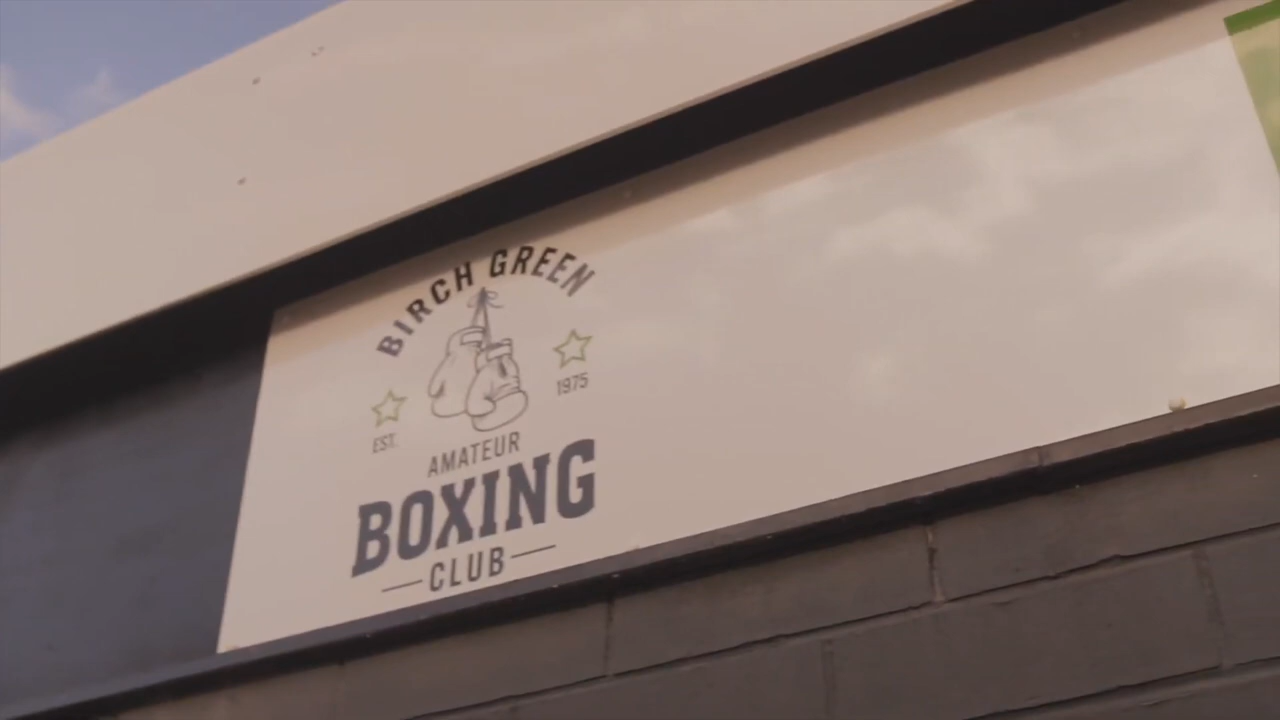 BIRCH GREEN
EST. 1975
AMATEUR
BOXING
CLUB